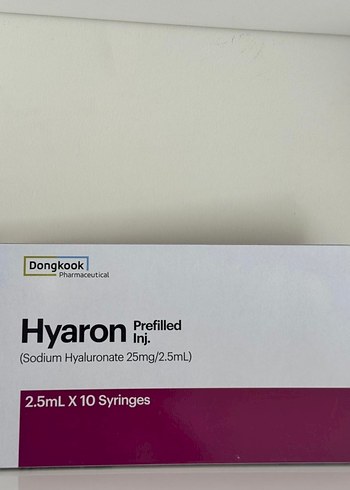 Dongkook
Pharmaceutical
Hyaron Prefilled
Inj.
(Sodium Hyaluronate 25mg/2.5mL)
2.5mL X 10 Syringes